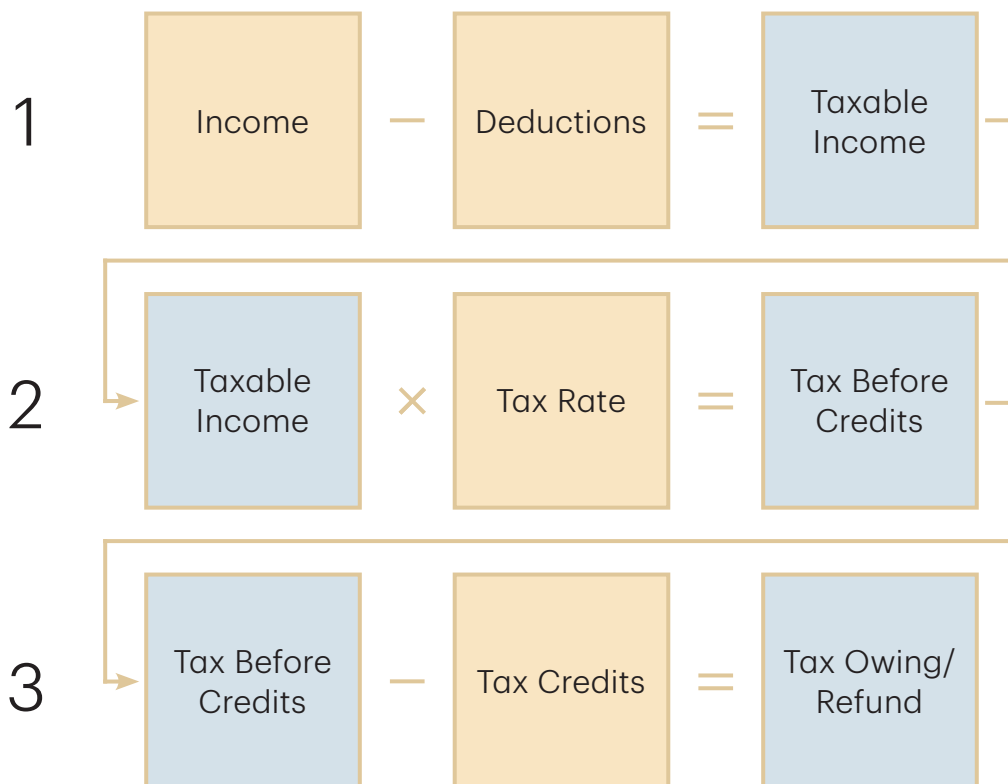 1
Income
–
Deductions
=
Taxable
Income
2
Taxable
Income
×
Tax Rate
=
Tax Before
Credits
3
Tax Before
Credits
–
Tax Credits
=
Tax Owing/
Refund